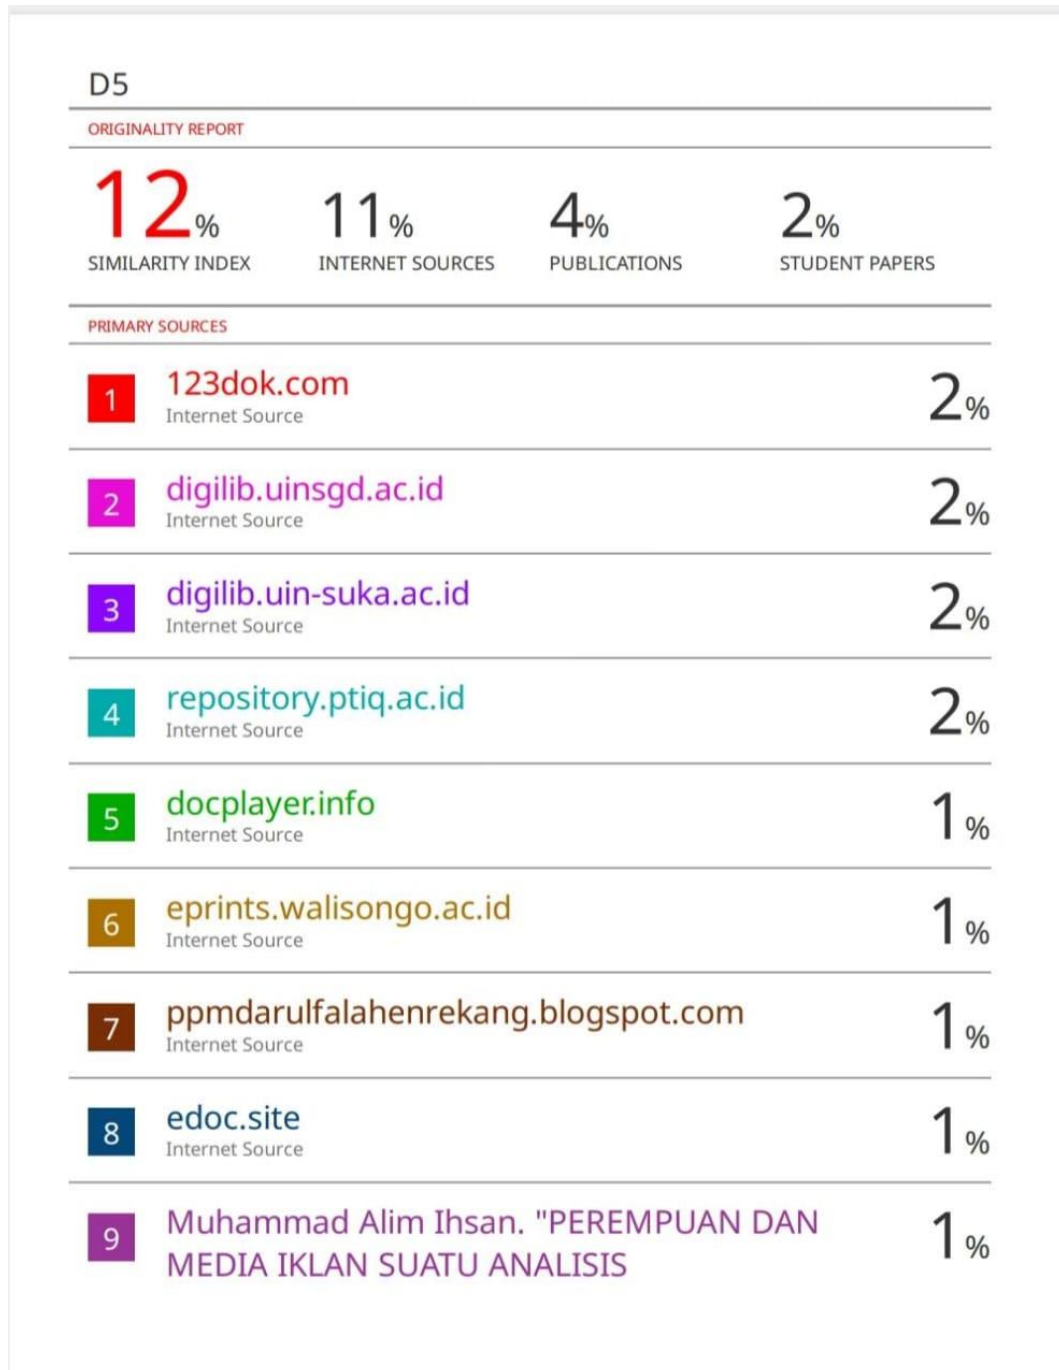 D5
ORIGINALITY REPORT
12%
11%
4%
2%
SIMILARITY INDEX
INTERNET SOURCES
PUBLICATIONS
STUDENT PAPERS
PRIMARY SOURCES
1
123dok.com
Internet Source
2%
2
digilib.uinsgd.ac.id
Internet Source
2%
3
digilib.uin-suka.ac.id
Internet Source
2%
4
repository.ptiq.ac.id
Internet Source
2%
5
docplayer.info
Internet Source
1%
6
eprints.walisongo.ac.id
Internet Source
1%
7
ppmdarulfalahenrekang.blogspot.com
Internet Source
1%
8
edoc.site
Internet Source
1%
9
Muhammad Alim Ihsan. "PEREMPUAN DAN
MEDIA IKLAN SUATU ANALISIS
1%